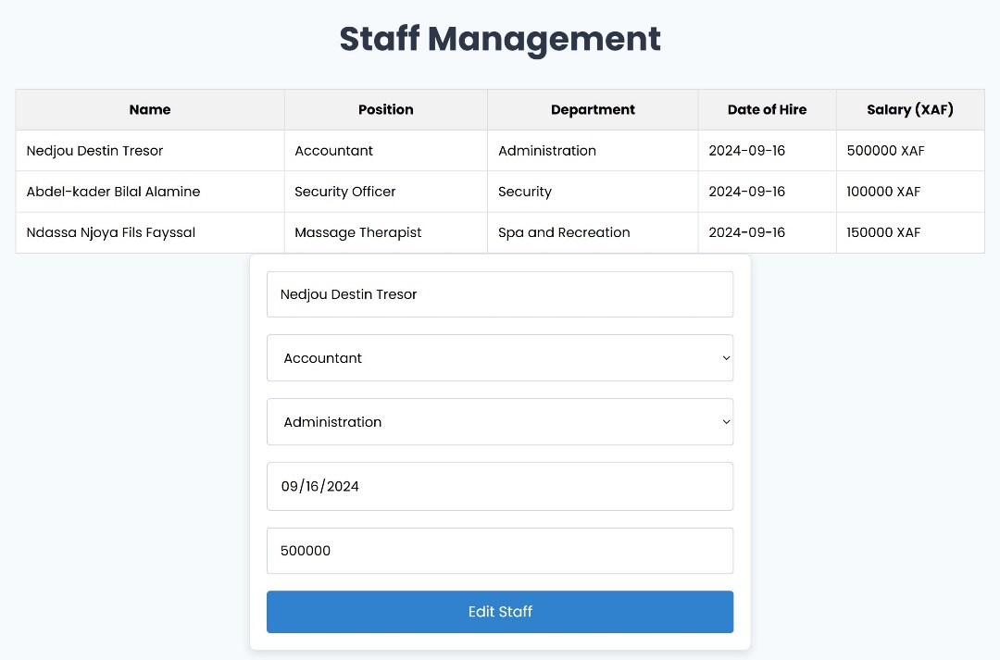 Staff Management
Name Position Department Date of Hire Salary (XAF)
Nedjou Destin Tresor Accountant Administration 2024-09-16 500000 XAF
Abdel-kader Bilal Alamine Security Officer Security 2024-09-16 100000 XAF
Ndassa Njoya Fils Fayssal Massage Therapist Spa and Recreation 2024-09-16 150000 XAF
Nedjou Destin Tresor
Accountant
Administration
09/16/2024
500000
Edit Staff